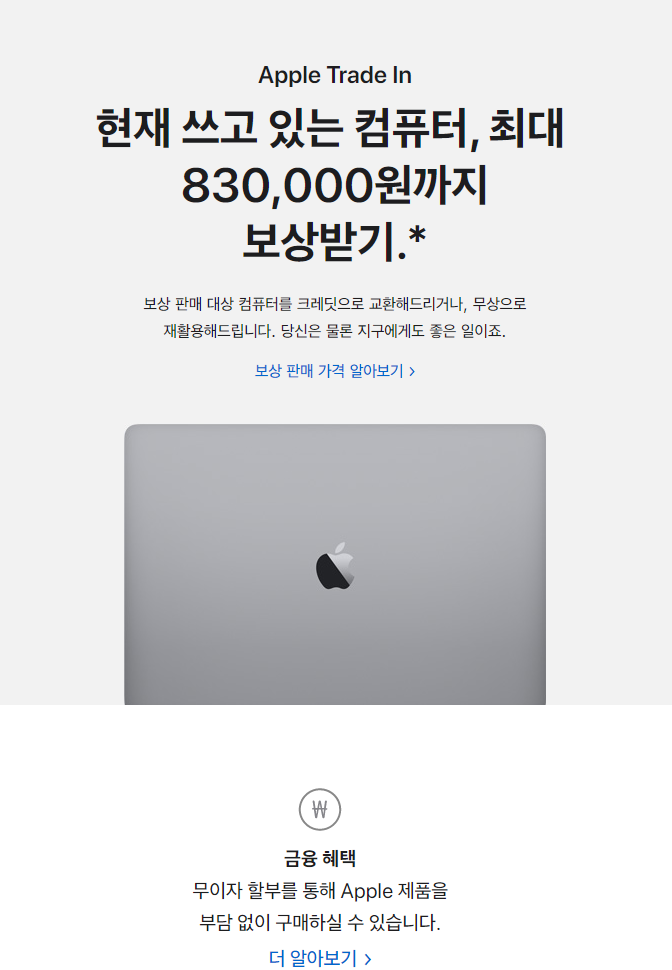 Apple Trade In
현재 쓰고 있는 컴퓨터, 최대
830,000원까지
보상받기.*
보상 판매 대상 컴퓨터를 크레딧으로 교환해드리거나, 무상으로
재활용해드립니다. 당신은 물론 지구에게도 좋은 일이죠.
보상 판매 가격 알아보기 >
₩
금융 혜택
무이자 할부를 통해 Apple 제품을
부담 없이 구매하실 수 있습니다.
더 알아보기 >